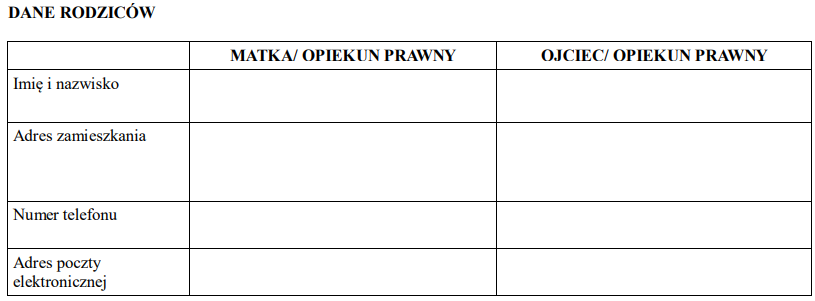 DANE RODZICÓW
MATKA/ OPIEKUN PRAWNY
OJCIEC/ OPIEKUN PRAWNY
Imię i nazwisko
Adres zamieszkania
Numer telefonu
Adres poczty
elektronicznej